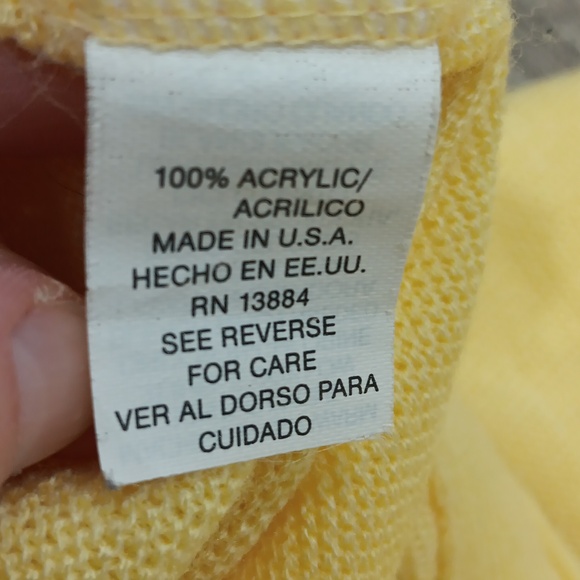 100% ACRYLIC/
ACRILICO
MADE IN U.S.A.
HECHO EN EE.UU.
RN 13884
SEE REVERSE
FOR CARE
VER AL DORSO PARA
CUIDADO